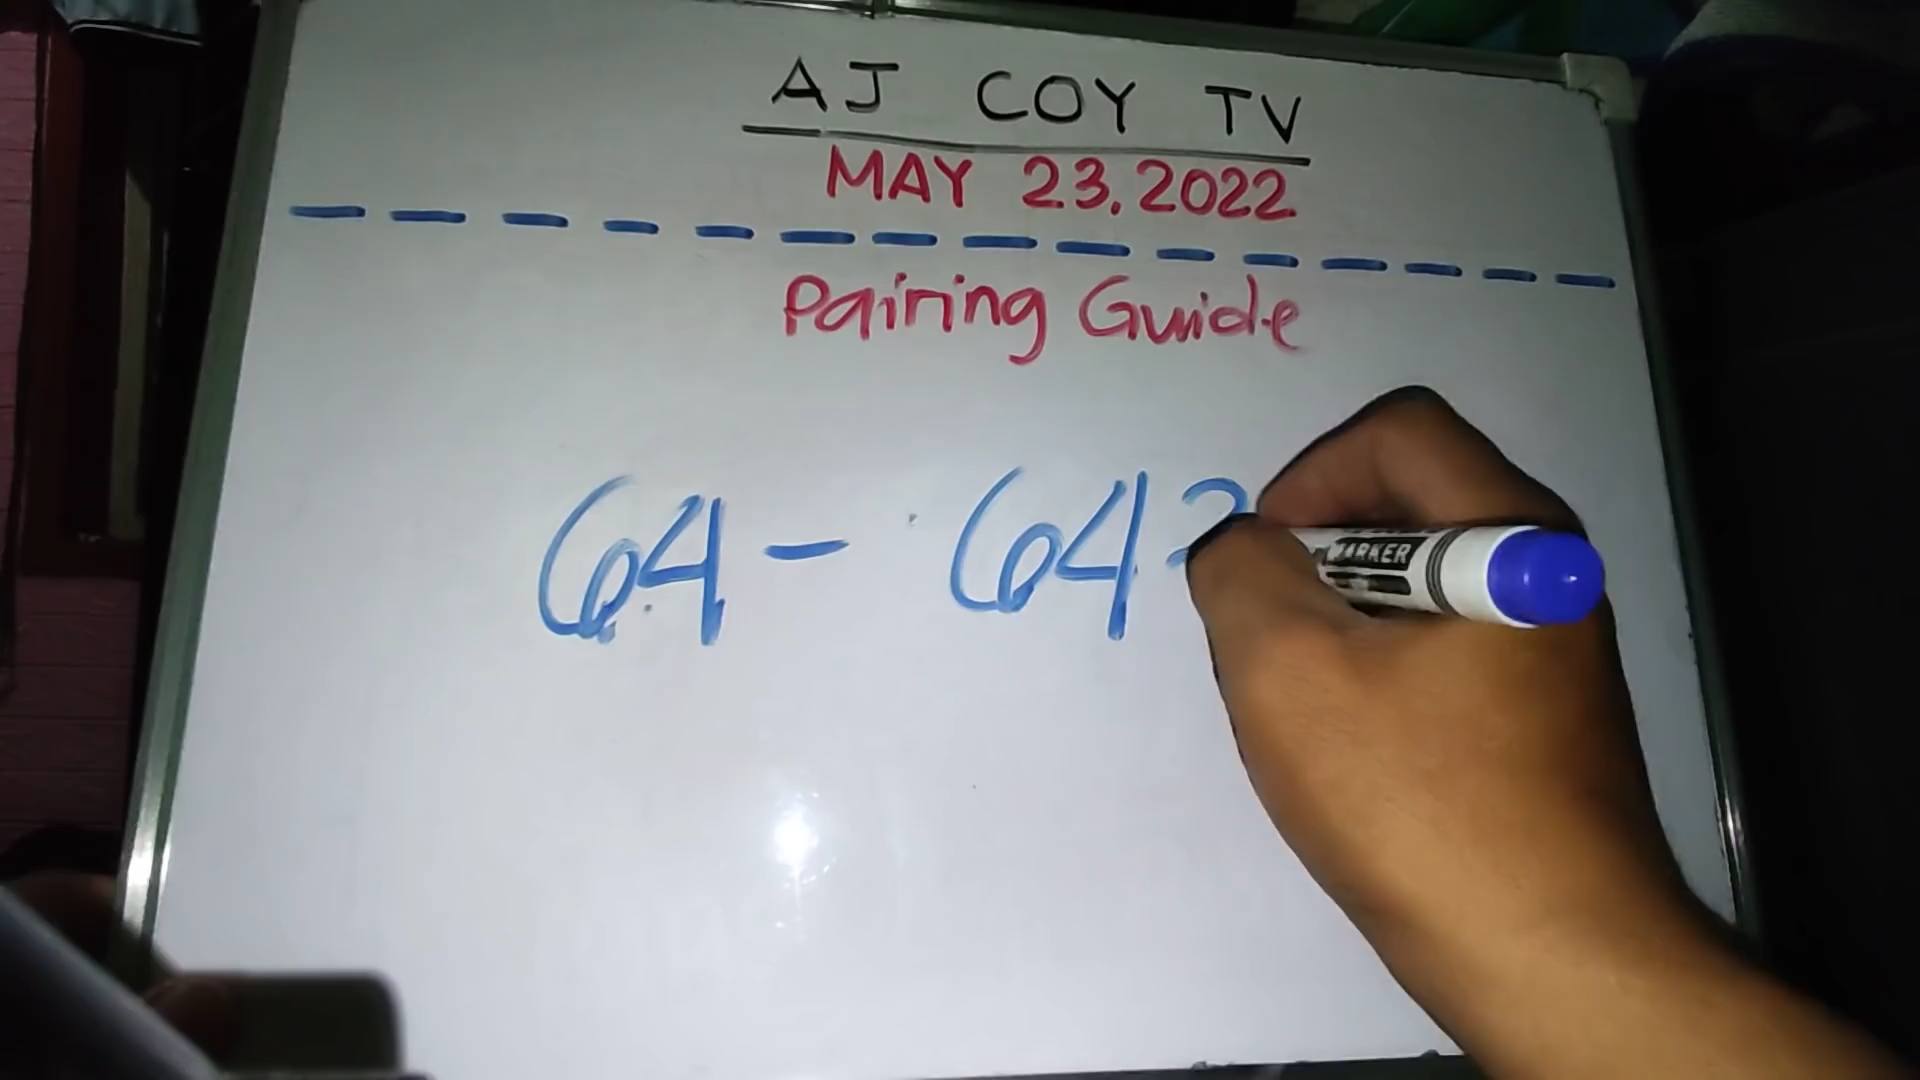 AJ COY TV
MAY 23, 2022
Pairing Guide
64 - 64
MARKER